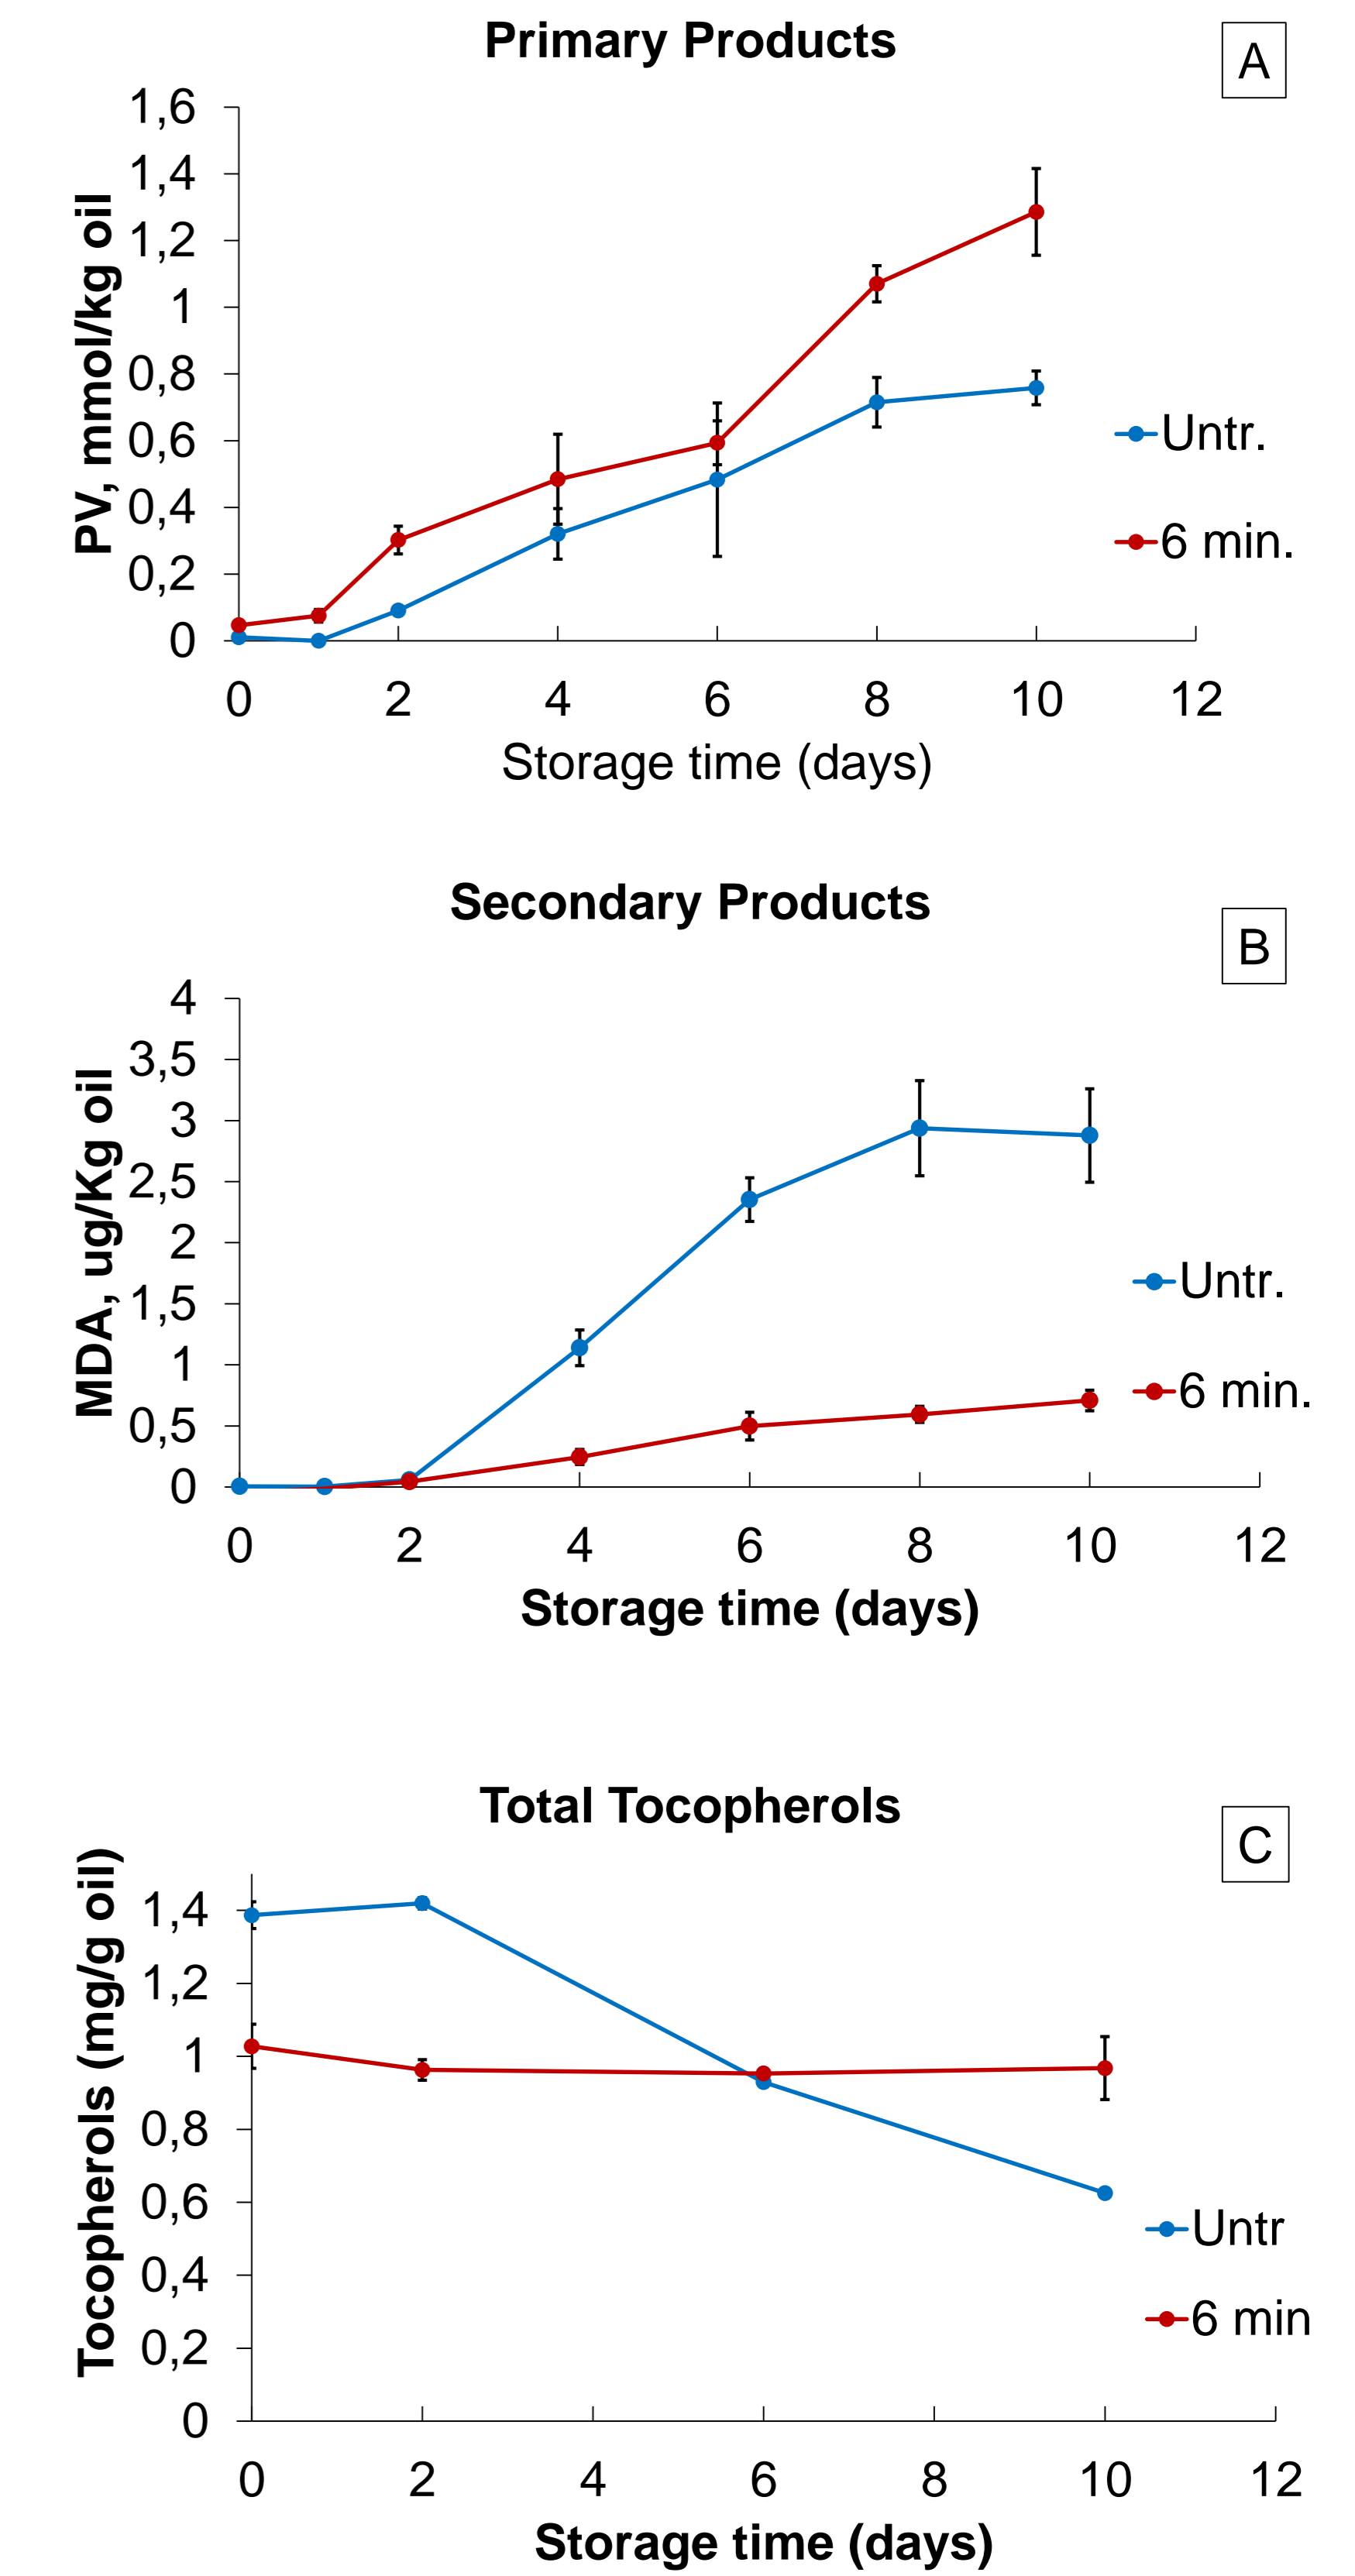 Primary Products
A
PV, mmol/kg oil
1,6
1,4
1,2
1
0,8
0,6
0,4
0,2
0
Untr.
6 min.
0 2 4 6 8 10 12
Storage time (days)
Secondary Products
B
MDA, ug/Kg oil
4
3,5
3
2,5
2
1,5
1
0,5
0
Untr.
6 min.
0 2 4 6 8 10 12
Storage time (days)
Total Tocopherols
C
Tocopherols (mg/g oil)
1,4
1,2
1
0,8
0,6
0,4
0,2
0
Untr
6 min
0 2 4 6 8 10 12
Storage time (days)